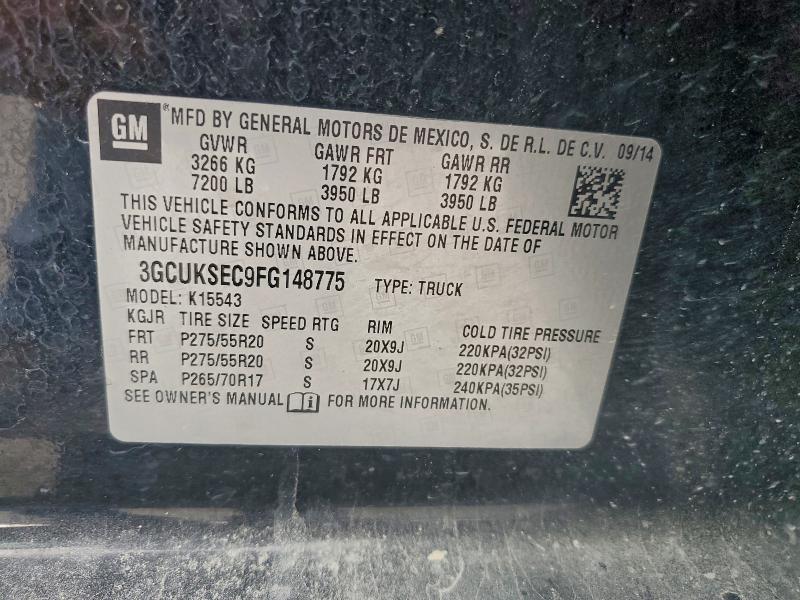 GM
® MFD BY GENERAL MOTORS DE MEXICO, S. DE R.L. DE C.V. 09/14
GVWR GAWR FRT GAWR RR
3266 KG 1792 KG 1792 KG
7200 LB 3950 LB 3950 LB
THIS VEHICLE CONFORMS TO ALL APPLICABLE U.S. FEDERAL MOTOR
VEHICLE SAFETY STANDARDS IN EFFECT ON THE DATE OF
MANUFACTURE SHOWN ABOVE.
3GCUKSEC9FG148775 TYPE: TRUCK
MODEL: K15543
KGJR TIRE SIZE SPEED RTG RIM COLD TIRE PRESSURE
FRT P275/55R20 S 20X9J 220KPA(32PSI)
RR P275/55R20 S 20X9J 220KPA(32PSI)
SPA P265/70R17 S 17X7J 240KPA(35PSI)
SEE OWNER'S MANUAL i FOR MORE INFORMATION.